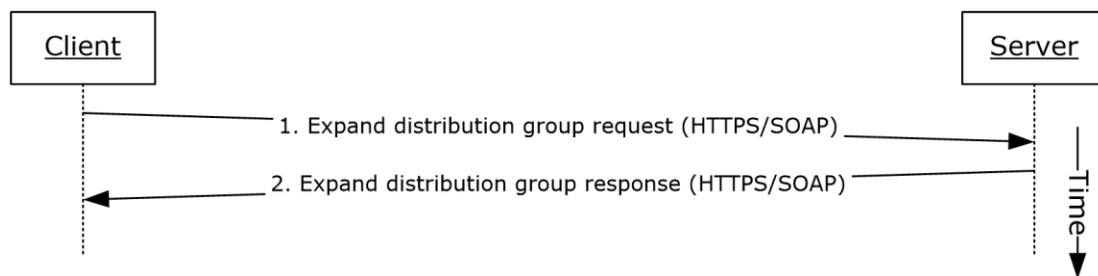 Client
Server
1. Expand distribution group request (HTTPS/SOAP)
2. Expand distribution group response (HTTPS/SOAP)
Time